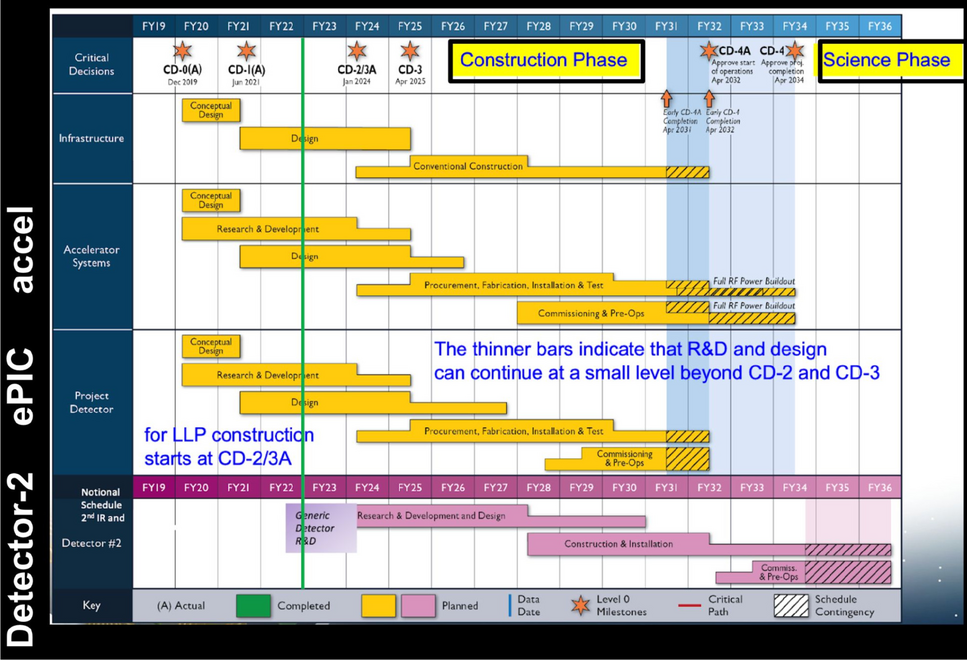 FY19 FY20 FY21 FY22 FY23 FY24 FY25 FY26 FY27 FY28 FY29 FY30 FY31 FY32 FY33 FY34 FY35 FY36
Critical
Decisions
CD-0(A)
Dec 2019
CD-1(A)
Jun 2021
CD-2/3A
Jan 2024
CD-3
Apr 2025
Construction Phase
CD-4A
Approve start
of operations
Apr 2032
CD-4
Approve proj.
completion
Apr 2034
Science Phase
Early CD-4A
Completion
Apr 2031
Early CD-4
Completion
Apr 2032
Infrastructure
Conceptual
Design
Design
Conventional Construction
accel
Accelerator
Systems
Conceptual
Design
Research & Development
Design
Procurement, Fabrication, Installation & Test
Full RF Power Buildout
Commissioning & Pre-Ops
Full RF Power Buildout
ePIC
Project
Detector
Conceptual
Design
The thinner bars indicate that R&D and design
can continue at a small level beyond CD-2 and CD-3
Research & Development
Design
for LLP construction
starts at CD-2/3A
Procurement, Fabrication, Installation & Test
Commissioning
& Pre-Ops
Detector-2
FY19 FY20 FY21 FY22 FY23 FY24 FY25 FY26 FY27 FY28 FY29 FY30 FY31 FY32 FY33 FY34 FY35 FY36
Notional
Schedule
2nd IR and
Detector #2
Generic
Detector
R&D
Research & Development and Design
Construction & Installation
Commiss.
& Pre-Ops
Key
(A) Actual
Completed
Planned
Data
Date
Level 0
Milestones
Critical
Path
Schedule
Contingency